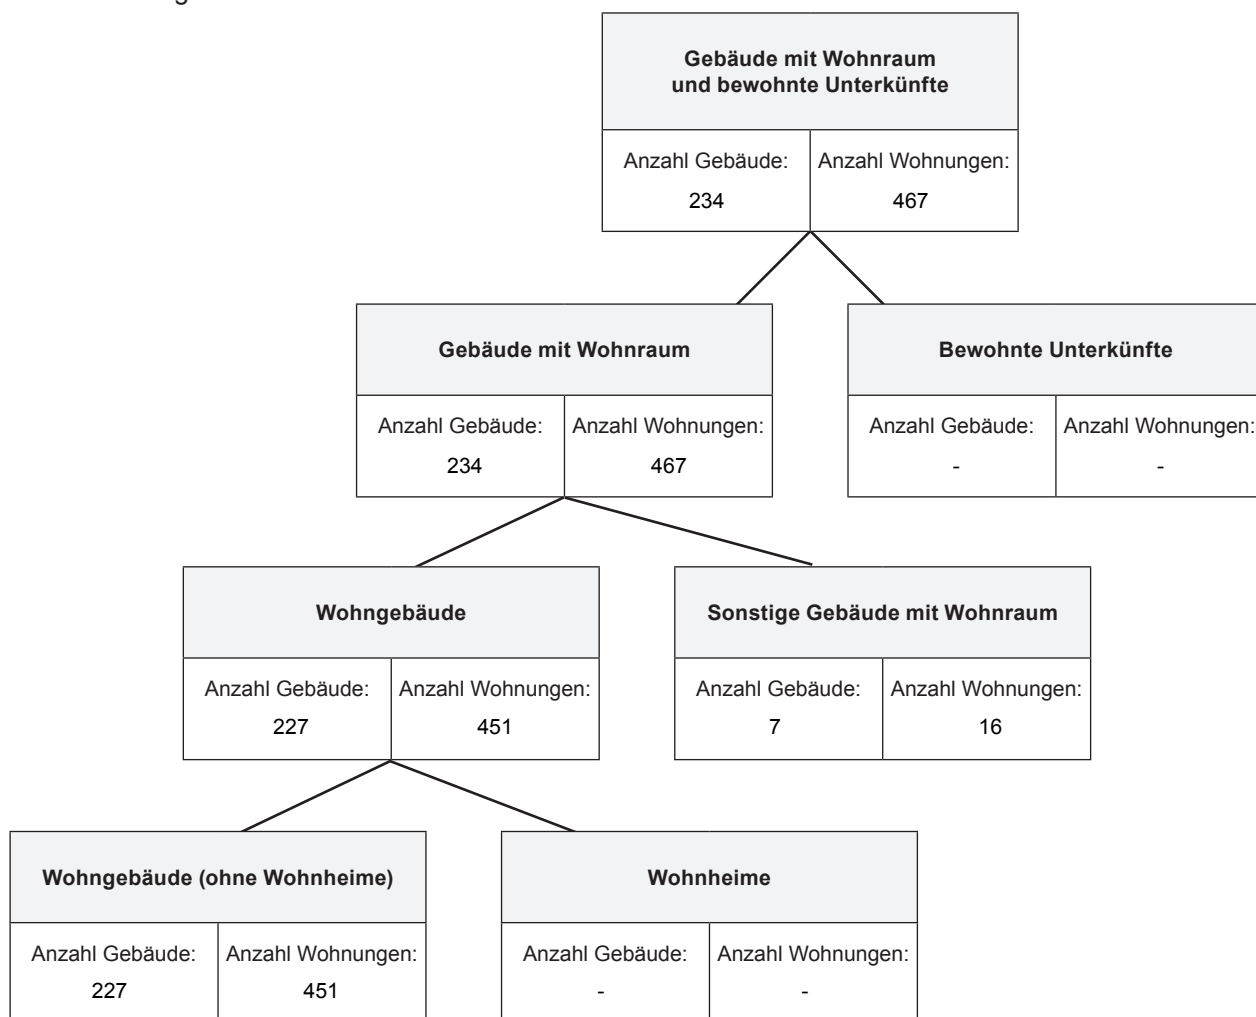 Gebäude mit Wohnraum
und bewohnte Unterkünfte
Anzahl Gebäude: Anzahl Wohnungen:
234 467
Gebäude mit Wohnraum
Anzahl Gebäude: Anzahl Wohnungen:
234 467
Bewohnte Unterkünfte
Anzahl Gebäude: Anzahl Wohnungen:
- -
Wohngebäude
Anzahl Gebäude: Anzahl Wohnungen:
227 451
Sonstige Gebäude mit Wohnraum
Anzahl Gebäude: Anzahl Wohnungen:
7 16
Wohngebäude (ohne Wohnheime)
Anzahl Gebäude: Anzahl Wohnungen:
227 451
Wohnheime
Anzahl Gebäude: Anzahl Wohnungen:
- -